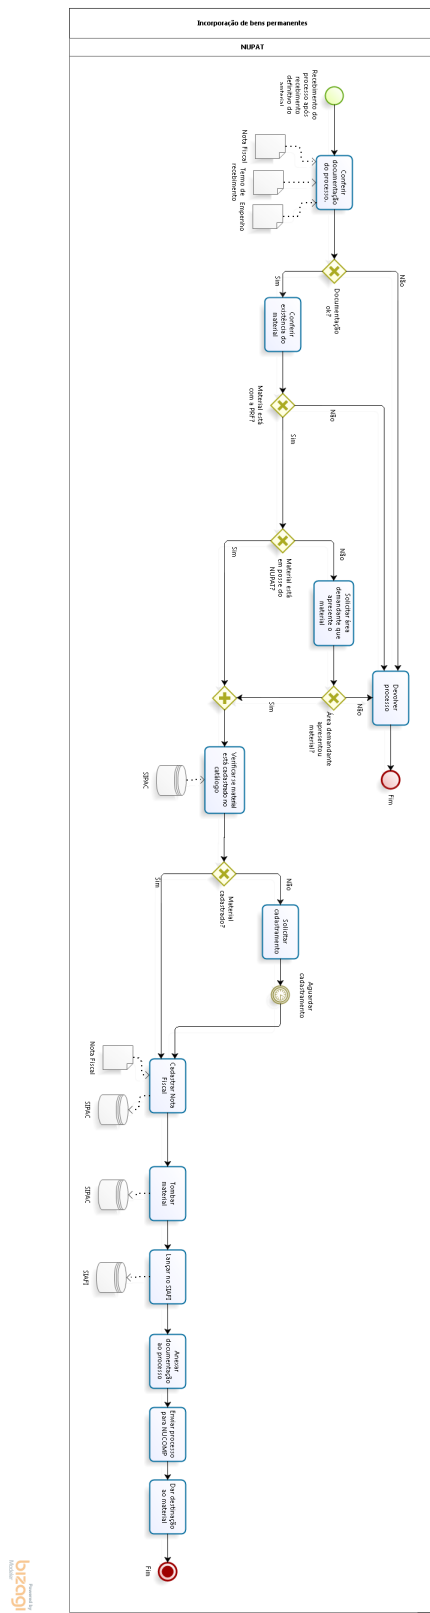 Incorporação de bens permanentes
NUPAT
Recebimento do
processo após
recebimento
definitivo do
material
Nota Fiscal
Termo de
recebimento
Empenho
Conferir
documentação
do processo.
Documentação
ok?
Não
Sim
Conferir
existência do
material
Material está
com a PRF?
Não
Sim
Material está
em posse do
NUPAT?
Não
Sim
Solicitar área
demandante que
apresente o
material
Área demandante
apresentou
material?
Não
Sim
Devolver
processo
Fim
Verificar se material
está cadastrado no
catálogo
SIPAC
Material
cadastrado?
Não
Sim
Solicitar
cadastramento
Aguardar
cadastramento
Nota Fiscal
Cadastrar Nota
Fiscal
SIPAC
Tombar
material
SIPAC
Lançar no SIAFI
SIAFI
Anexar
documentação
ao processo
Enviar processo
para NUCOMP
Dar destinação
ao material
Fim
Powered by
bizagi
Modeler